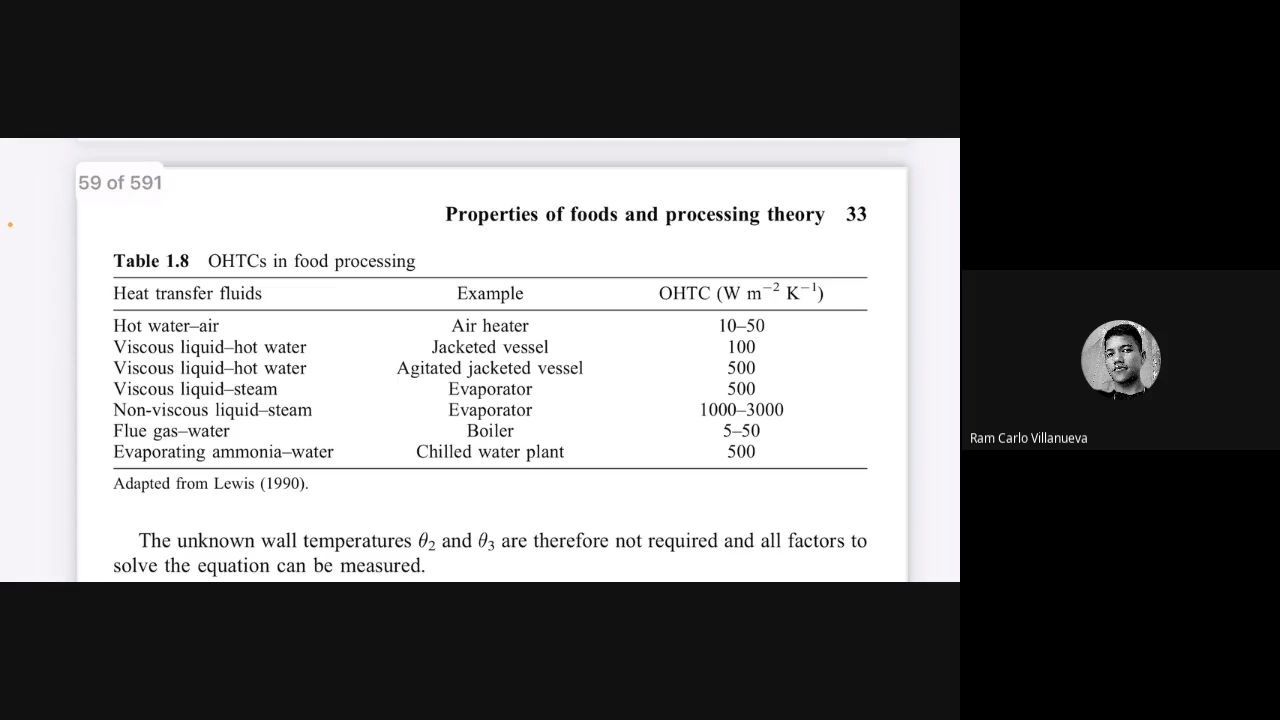 59 of 591
Properties of foods and processing theory 33
Table 1.8 OHTCs in food processing
Heat transfer fluids Example OHTC (W m⁻² K⁻¹)
Hot water–air Air heater 10–50
Viscous liquid–hot water Jacketed vessel 100
Viscous liquid–hot water Agitated jacketed vessel 500
Viscous liquid–steam Evaporator 500
Non-viscous liquid–steam Evaporator 1000–3000
Flue gas–water Boiler 5–50
Evaporating ammonia–water Chilled water plant 500
Adapted from Lewis (1990).
The unknown wall temperatures θ₂ and θ₃ are therefore not required and all factors to
solve the equation can be measured.
Ram Carlo Villanueva